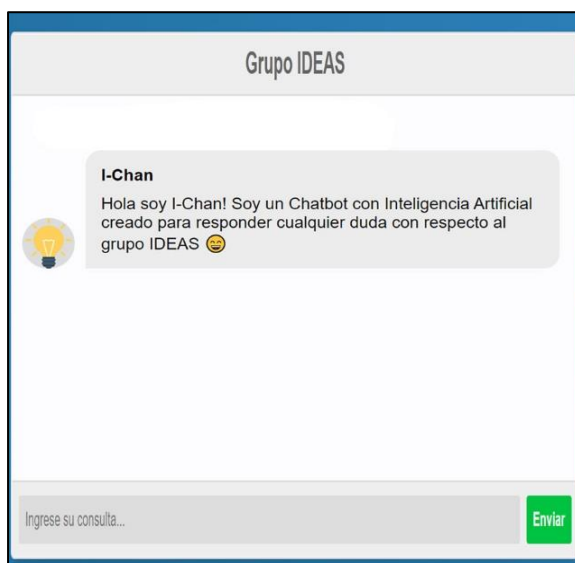 Grupo IDEAS
I-Chan
Hola soy I-Chan! Soy un Chatbot con Inteligencia Artificial
creado para responder cualquier duda con respecto al
grupo IDEAS 😄
Ingrese su consulta...
Enviar